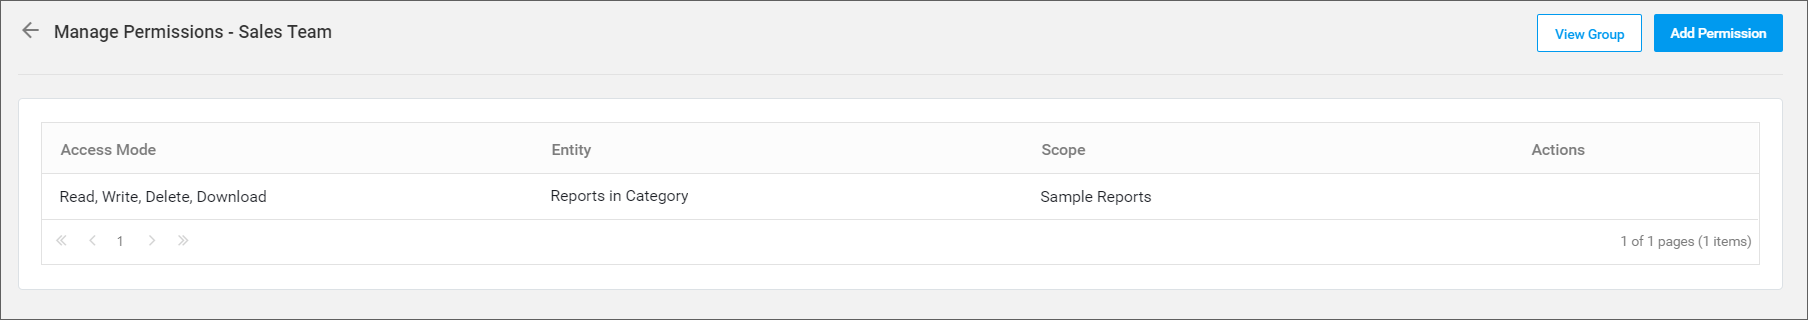 Manage Permissions - Sales Team
View Group
Add Permission
Access Mode Entity Scope Actions
Read, Write, Delete, Download Reports in Category Sample Reports
1
1 of 1 pages (1 items)